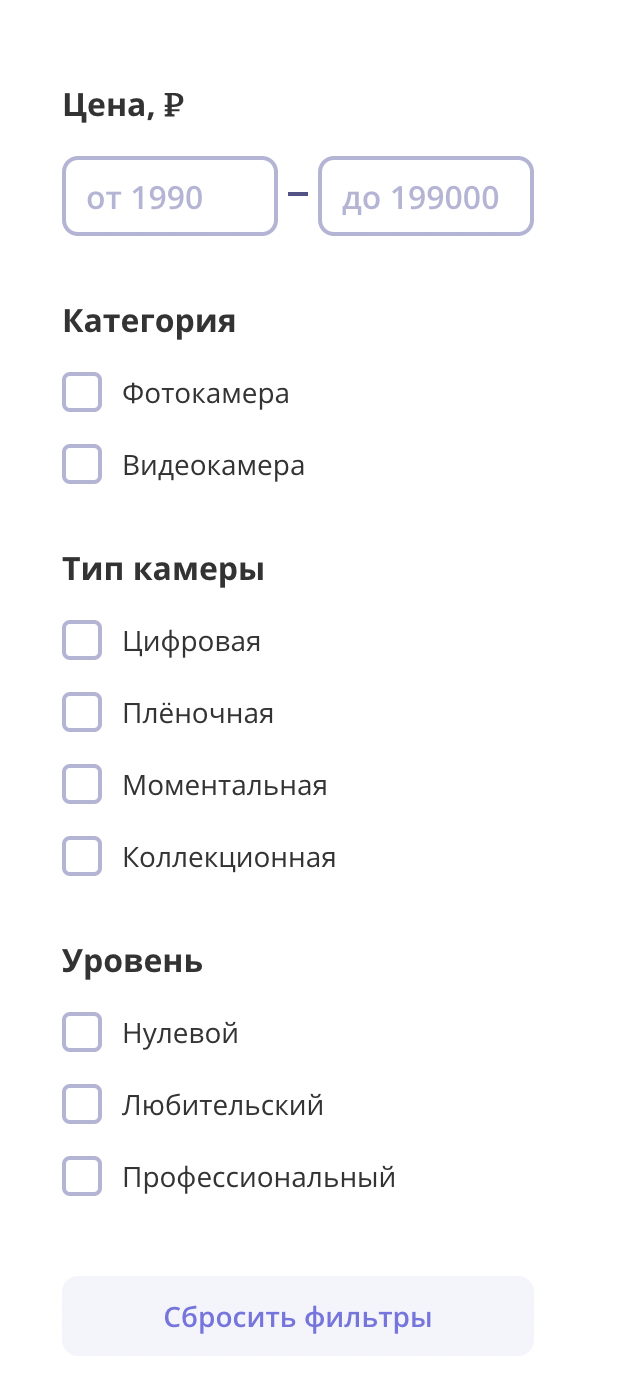 Цена, ₽
от 1990 – до 199000
Категория
Фотокамера
Видеокамера
Тип камеры
Цифровая
Плёночная
Моментальная
Коллекционная
Уровень
Нулевой
Любительский
Профессиональный
Сбросить фильтры